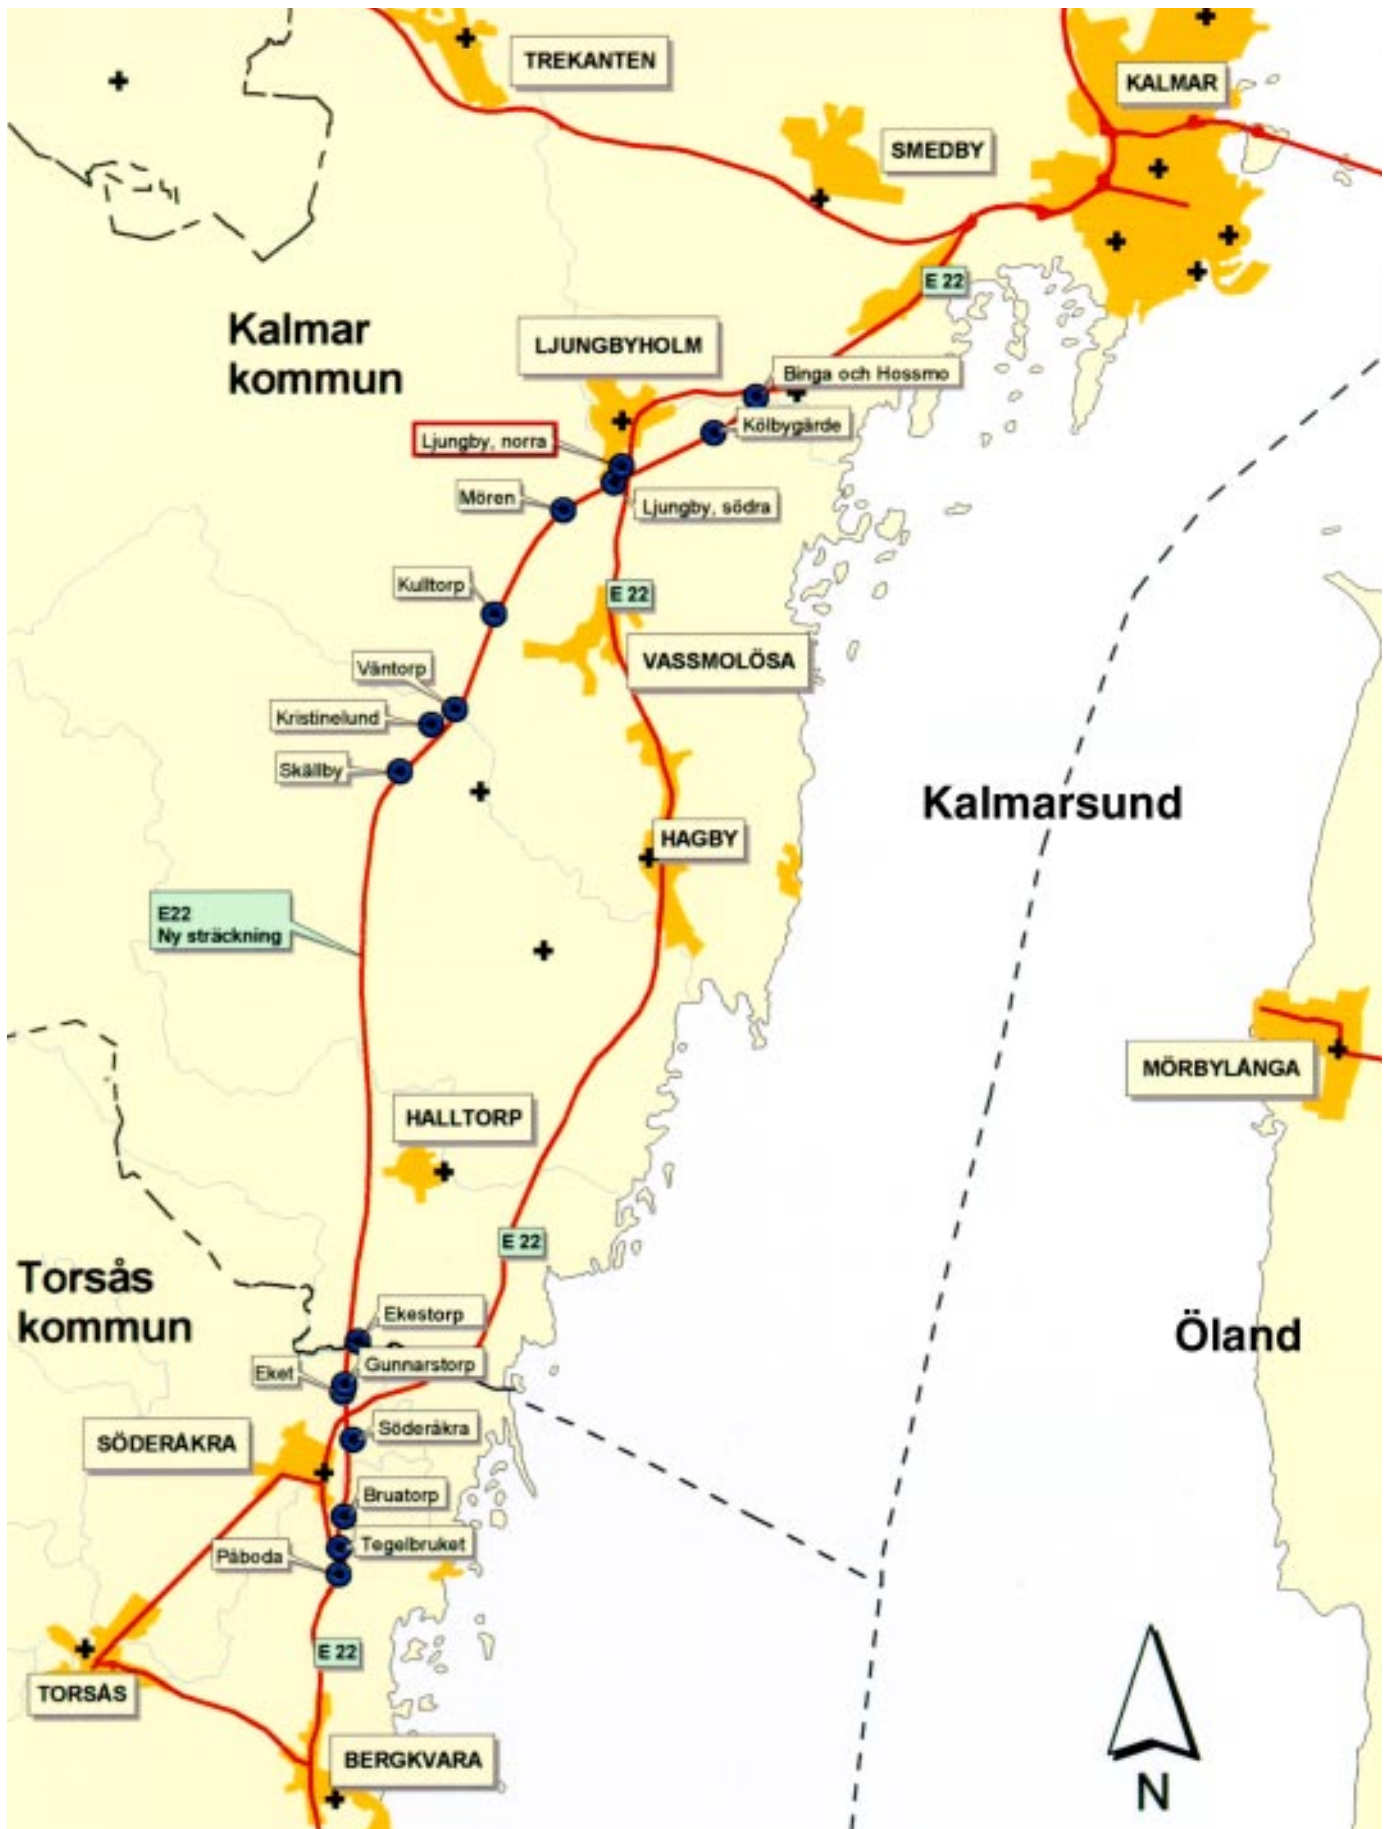 TREKANTEN
KALMAR
SMEDBY
E 22
Kalmar
kommun
LJUNGBYHOLM
Binga och Hossmo
Kölbygärde
Ljungby, norra
Mören
Ljungby, södra
Kulltorp
E 22
VASSMOLÖSA
Väntorp
Kristinelund
Skällby
Kalmarsund
HAGBY
E22
Ny sträckning
MÖRBYLÅNGA
HALLTORP
E 22
Torsås
kommun
Ekestorp
Öland
Gunnarstorp
Eket
Söderåkra
SÖDERÅKRA
Bruatorp
Tegelbruket
Påboda
E 22
TORSÅS
BERGKVARA
N